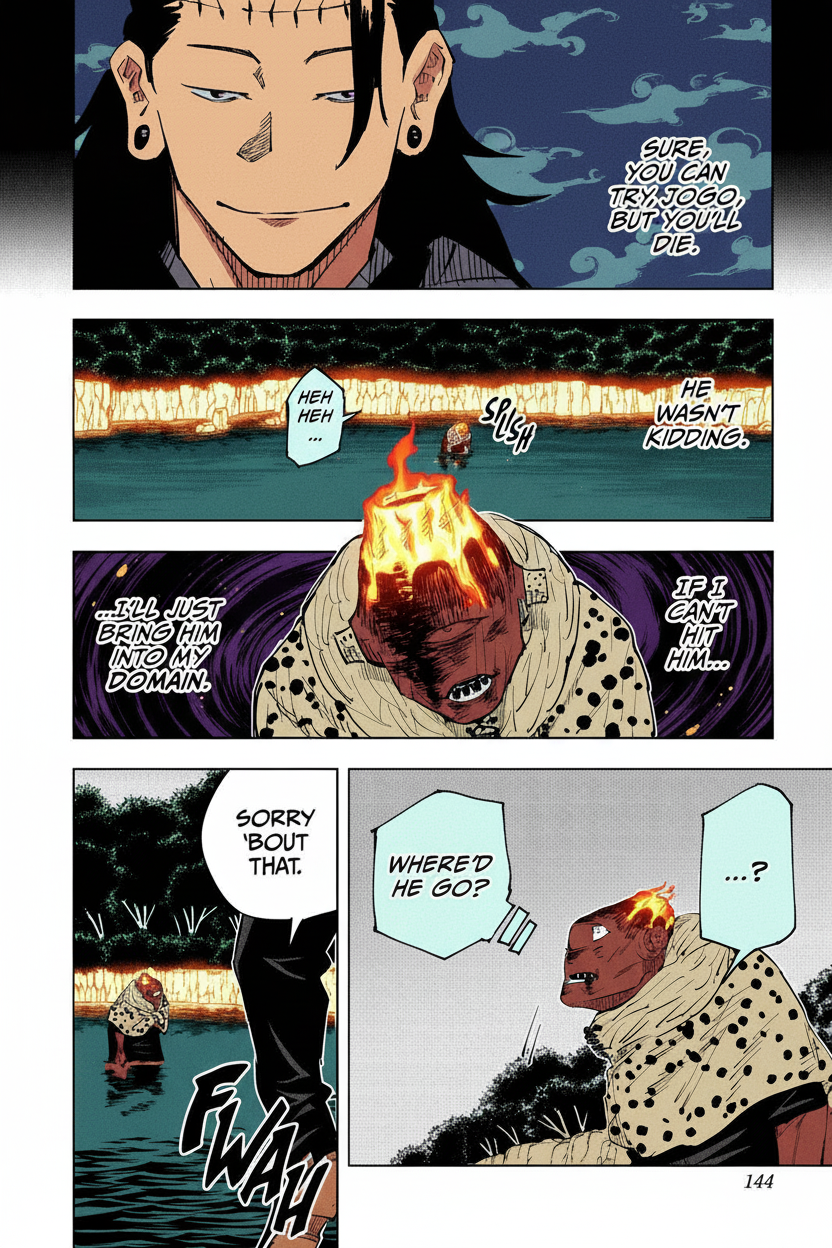 SURE,
YOU CAN
TRY, JOGO,
BUT YOU'LL
DIE.
HE
WASN'T
KIDDING.
SPLISH
HEH
HEH
...
IF I
CAN'T
HIT
HIM...
...I'LL JUST
BRING HIM
INTO MY
DOMAIN.
...?
WHERE'D
HE GO?
SORRY
'BOUT
THAT.
FWAH
144